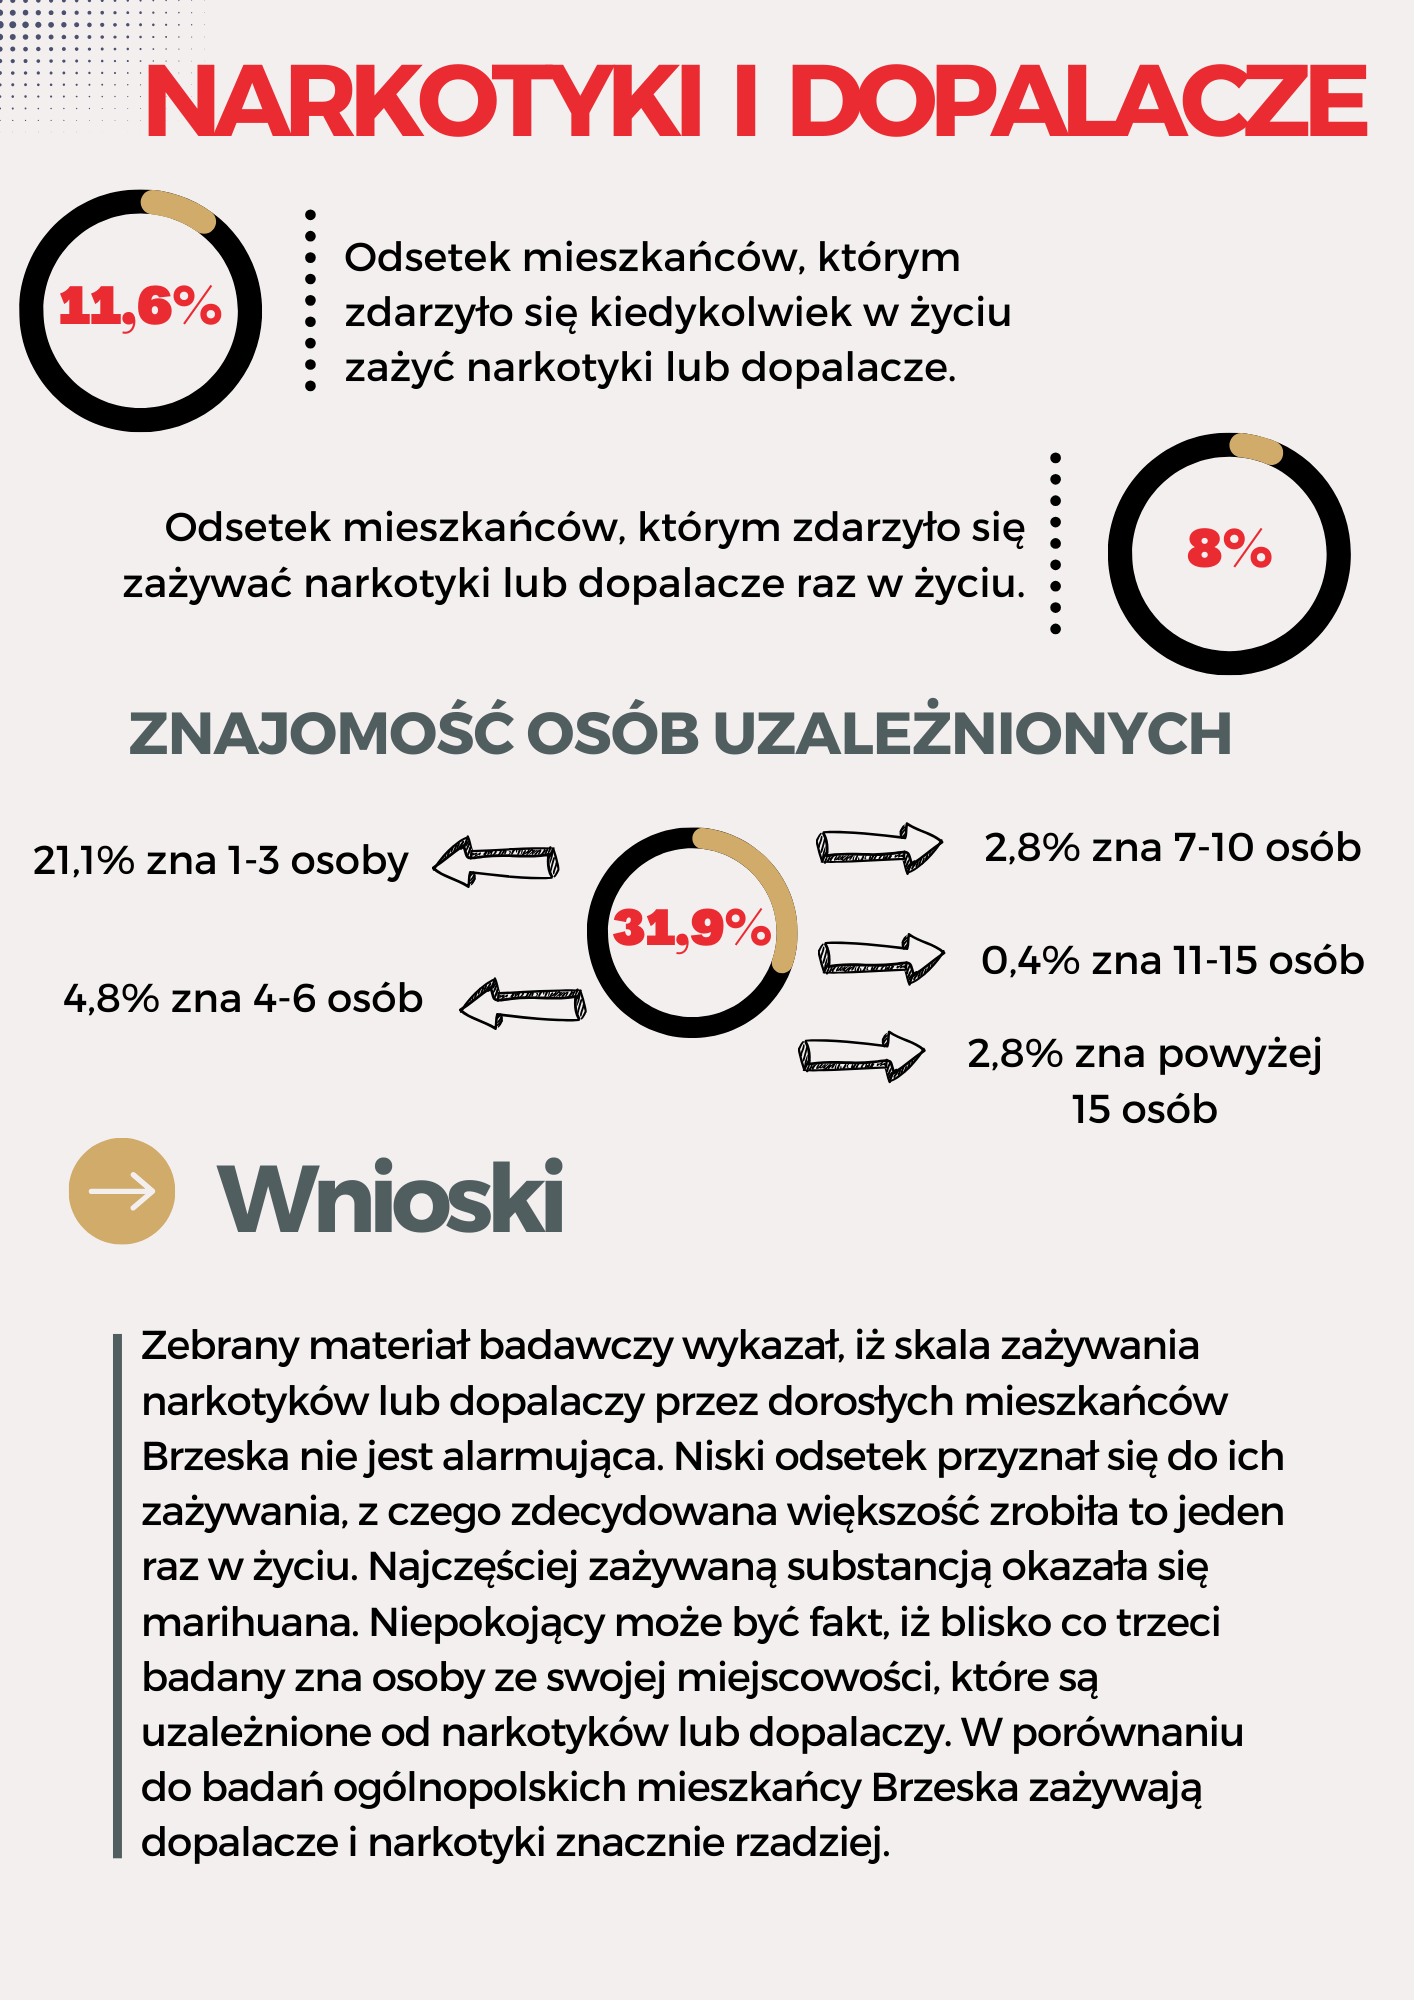 NARKOTYKI I DOPALACZE
11,6%
Odsetek mieszkańców, którym
zdarzyło się kiedykolwiek w życiu
zażyć narkotyki lub dopalacze.
Odsetek mieszkańców, którym zdarzyło się
zażywać narkotyki lub dopalacze raz w życiu.
8%
ZNAJOMOŚĆ OSÓB UZALEŻNIONYCH
21,1% zna 1-3 osoby
4,8% zna 4-6 osób
31,9%
2,8% zna 7-10 osób
0,4% zna 11-15 osób
2,8% zna powyżej
15 osób
Wnioski
Zebrany materiał badawczy wykazał, iż skala zażywania
narkotyków lub dopalaczy przez dorosłych mieszkańców
Brzeska nie jest alarmująca. Niski odsetek przyznał się do ich
zażywania, z czego zdecydowana większość zrobiła to jeden
raz w życiu. Najczęściej zażywaną substancją okazała się
marihuana. Niepokojący może być fakt, iż blisko co trzeci
badany zna osoby ze swojej miejscowości, które są
uzależnione od narkotyków lub dopalaczy. W porównaniu
do badań ogólnopolskich mieszkańcy Brzeska zażywają
dopalacze i narkotyki znacznie rzadziej.